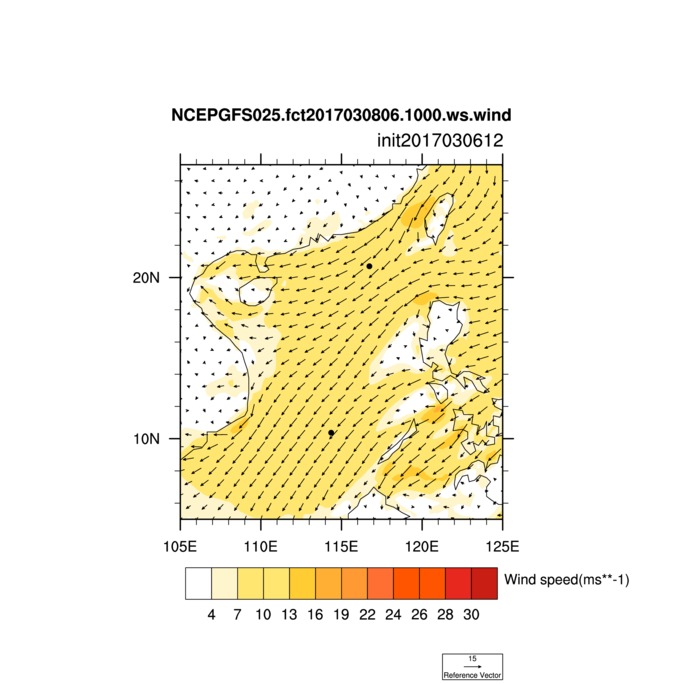 NCEPGFS025.fct2017030806.1000.ws.wind
init2017030612
20N
10N
105E 110E 115E 120E 125E
Wind speed(ms**-1)
4 7 10 13 16 19 22 24 26 28 30
15
Reference Vector